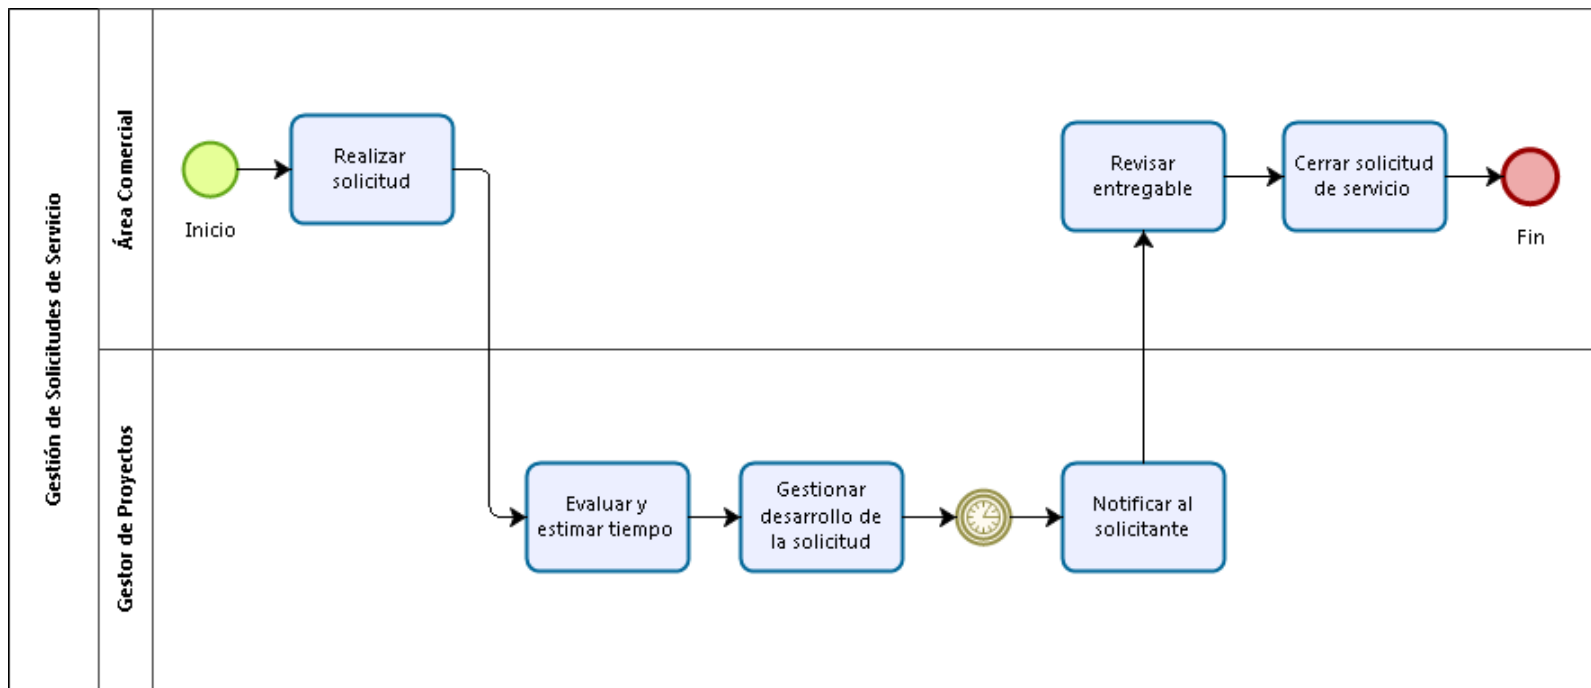 Gestión de Solicitudes de Servicio
Área Comercial
Inicio
Realizar
solicitud
Revisar
entregable
Cerrar solicitud
de servicio
Fin
Gestor de Proyectos
Evaluar y
estimar tiempo
Gestionar
desarrollo de
la solicitud
Notificar al
solicitante